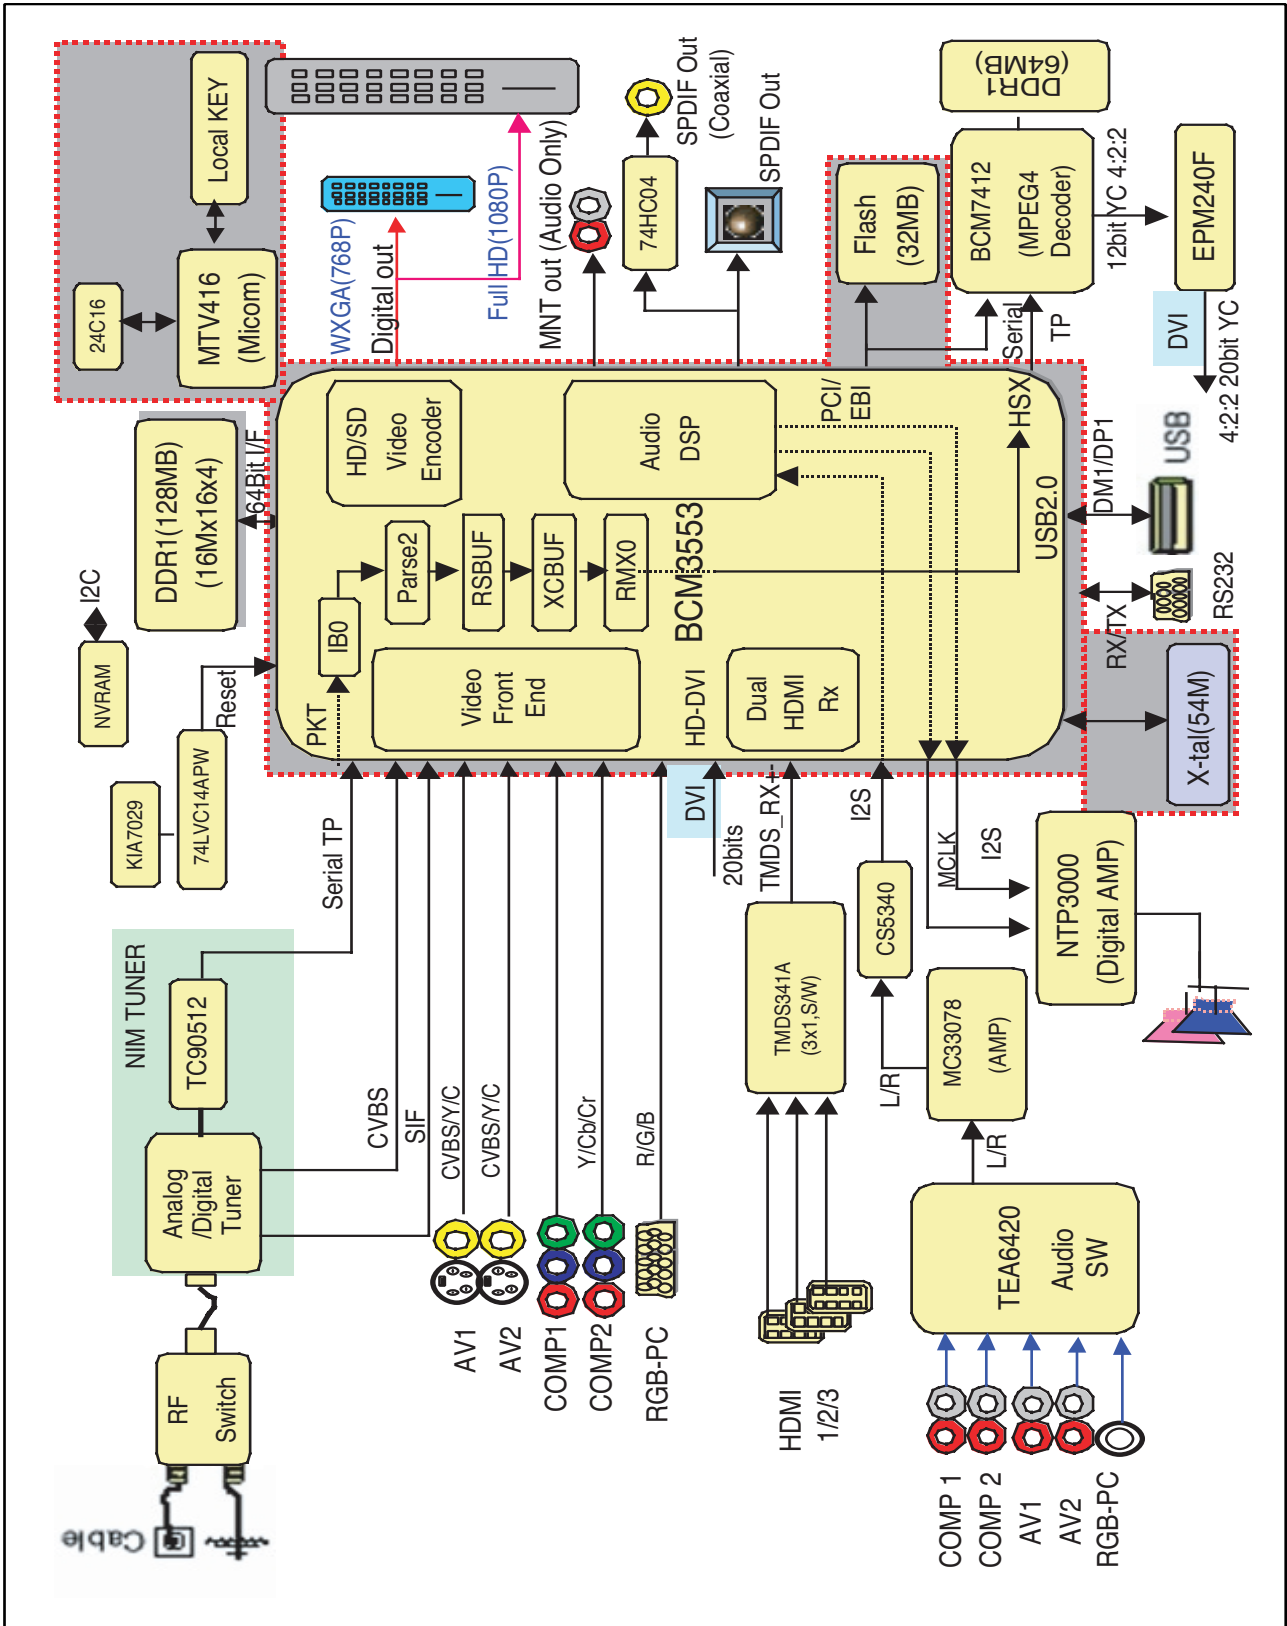 Cable
RF
Switch
NIM TUNER
Analog
/Digital
Tuner
TC90512
KIA7029
74LVC14APW
Reset
NVRAM
I2C
DDR1(128MB)
(16Mx16x4)
64Bit I/F
24C16
MTV416
(Micom)
Local KEY
Serial TP
CVBS
SIF
CVBS/Y/C
CVBS/Y/C
Y/Cb/Cr
R/G/B
AV1
AV2
COMP1
COMP2
RGB-PC
PKT
IB0
Parse2
RSBUF
XCBUF
RMX0
Video
Front
End
HD/SD
Video
Encoder
BCM3553
Audio
DSP
HD-DVI
Dual
HDMI
Rx
PCI/
EBI
HSX
USB2.0
WXGA(768P)
Digital out
Full HD(1080P)
MNT out (Audio Only)
74HC04
SPDIF Out
(Coaxial)
SPDIF Out
Flash
(32MB)
DDR1
(64MB)
BCM7412
(MPEG4
Decoder)
Serial
TP
12bit YC 4:2:2
EPM240F
DVI
4:2:2 20bit YC
DVI
20bits
TMDS_RX+-
TMDS341A
(3x1,S/W)
HDMI
1/2/3
I2S
CS5340
L/R
MC33078
(AMP)
L/R
TEA6420
Audio
SW
COMP 1
COMP 2
AV1
AV2
RGB-PC
MCLK
I2S
NTP3000
(Digital AMP)
X-tal(54M)
RX/TX
RS232
DM1/DP1
USB